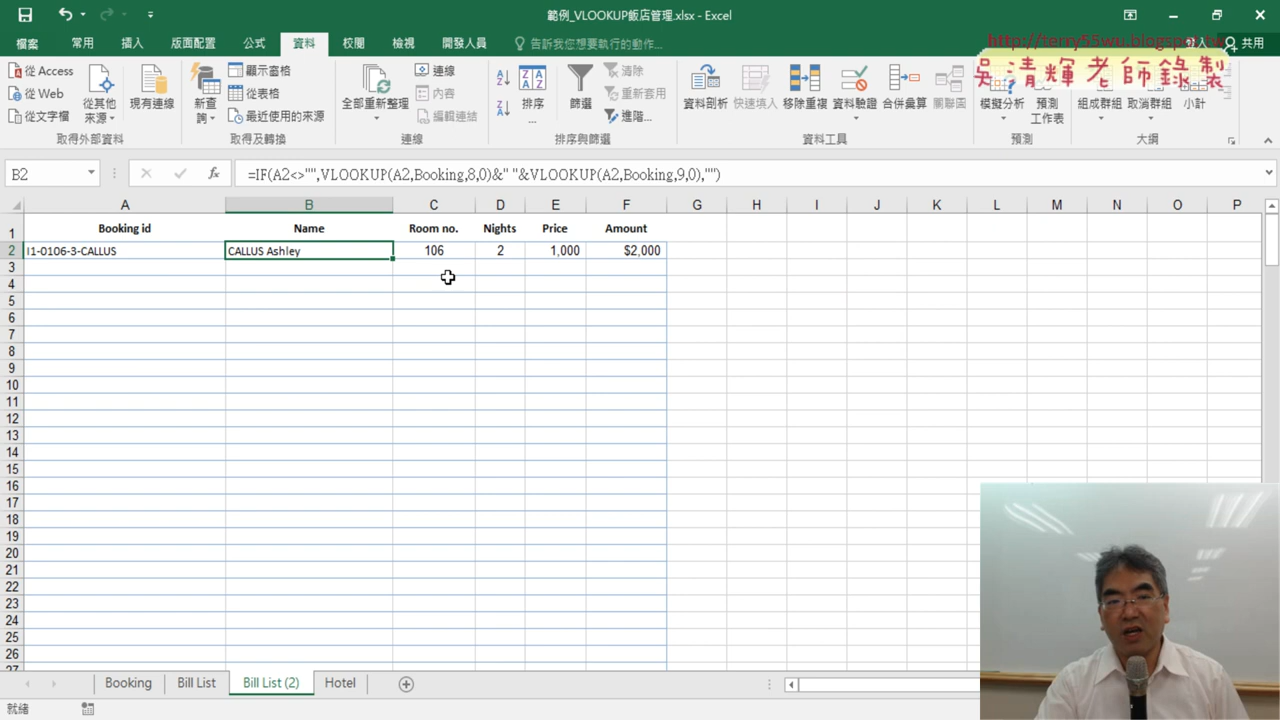 範例_VLOOKUP飯店管理.xlsx - Excel
http://terry55wu.blogspot.tw
吳清輝老師錄製
檔案 常用 插入 版面配置 公式 資料 校閱 檢視 開發人員 告訴我您想要執行的動作... 共用
從 Access
從 Web
從文字檔
從其他來源
現有連線
取得外部資料
新查詢
顯示窗格
從表格
最近使用的來源
取得及轉換
全部重新整理
連線
內容
編輯連結
連線
排序...
篩選
清除
重新套用
進階...
排序與篩選
資料剖析 快速填入 移除重複 資料驗證 合併彙算 關聯圖
資料工具
模擬分析 預測工作表
預測
組成群組 取消群組 小計
大綱
B2
fx
=IF(A2<>"",VLOOKUP(A2,Booking,8,0)&" "&VLOOKUP(A2,Booking,9,0),"")
A B C D E F G H I J K L M N O P
1 Booking id Name Room no. Nights Price Amount
2 I1-0106-3-CALLUS CALLUS Ashley 106 2 1,000 $2,000
3
4
5
6
7
8
9
10
11
12
13
14
15
16
17
18
19
20
21
22
23
24
25
26
27
Booking Bill List Bill List (2) Hotel
就緒